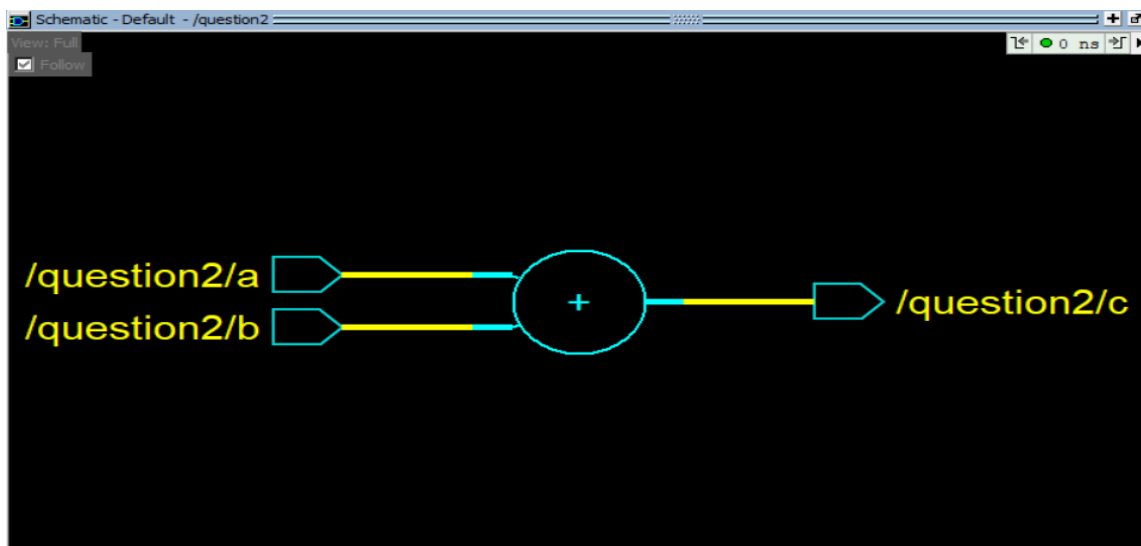 Schematic - Default - /question2
View: Full
0 ns
Follow
/question2/a
+
/question2/c
/question2/b